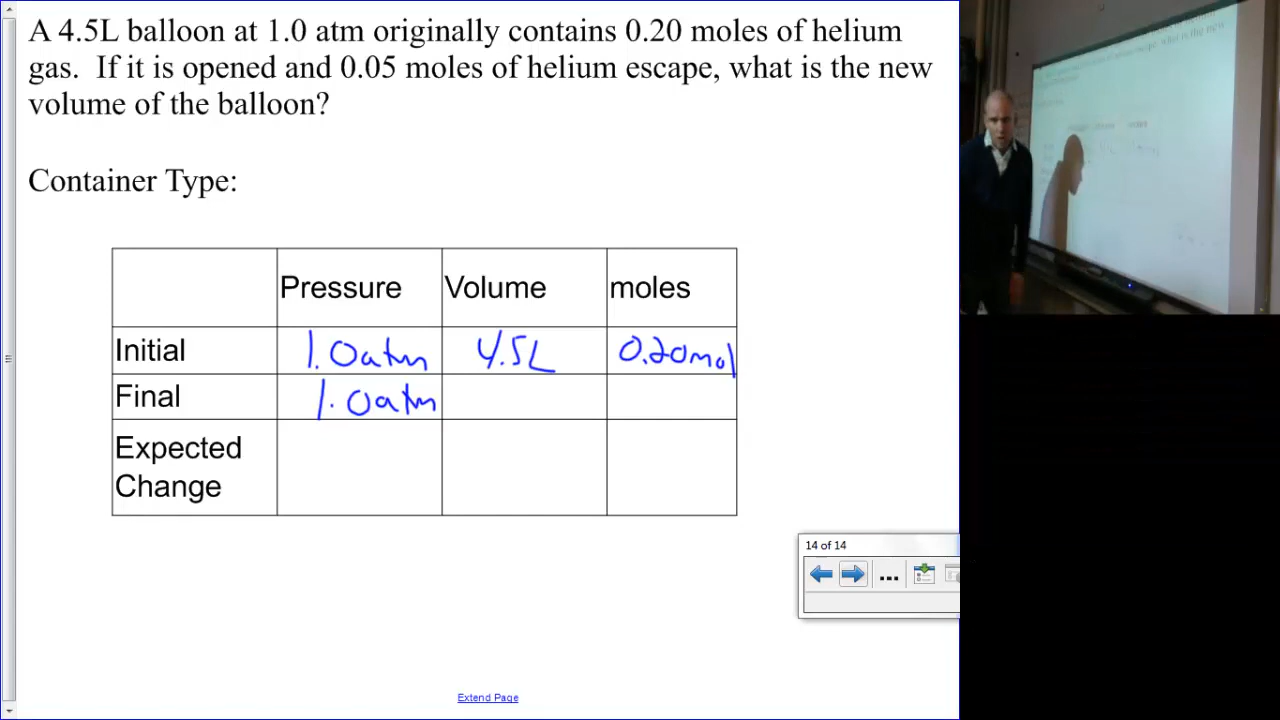 A 4.5L balloon at 1.0 atm originally contains 0.20 moles of helium
gas. If it is opened and 0.05 moles of helium escape, what is the new
volume of the balloon?
Container Type:
Pressure Volume moles
Initial 1.0atm 4.5L 0.20mol
Final 1.0atm
Expected
Change
14 of 14
...
Extend Page